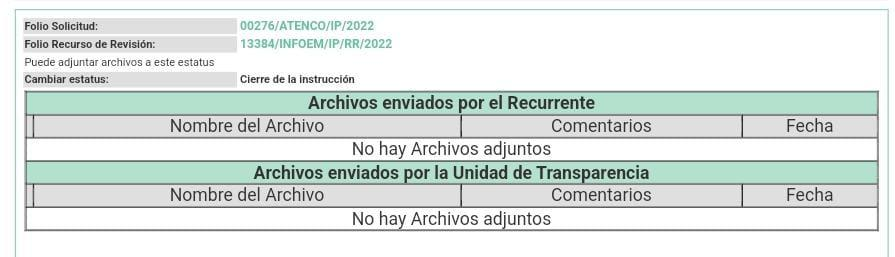 Folio Solicitud: 00276/ATENCO/IP/2022
Folio Recurso de Revisión: 13384/INFOEM/IP/RR/2022
Puede adjuntar archivos a este estatus
Cambiar estatus: Cierre de la instrucción
Archivos enviados por el Recurrente
Nombre del Archivo Comentarios Fecha
No hay Archivos adjuntos
Archivos enviados por la Unidad de Transparencia
Nombre del Archivo Comentarios Fecha
No hay Archivos adjuntos